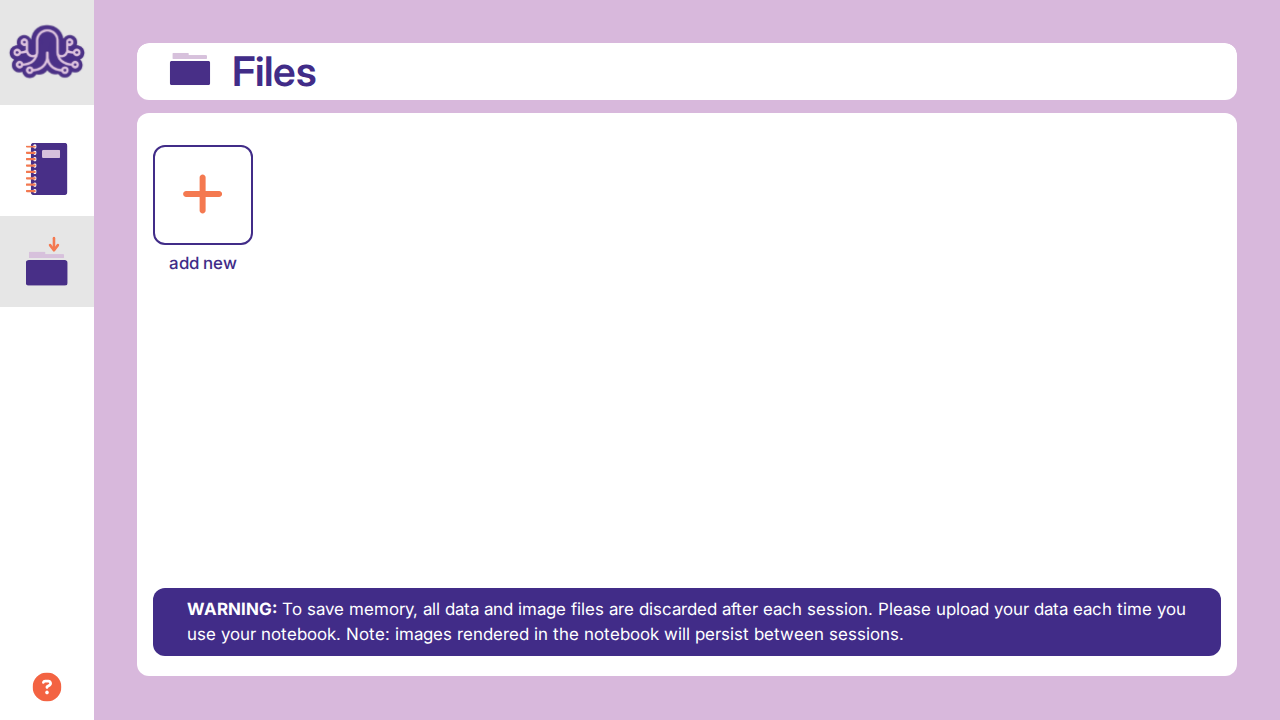 Files
add new
WARNING: To save memory, all data and image files are discarded after each session. Please upload your data each time you
use your notebook. Note: images rendered in the notebook will persist between sessions.
?